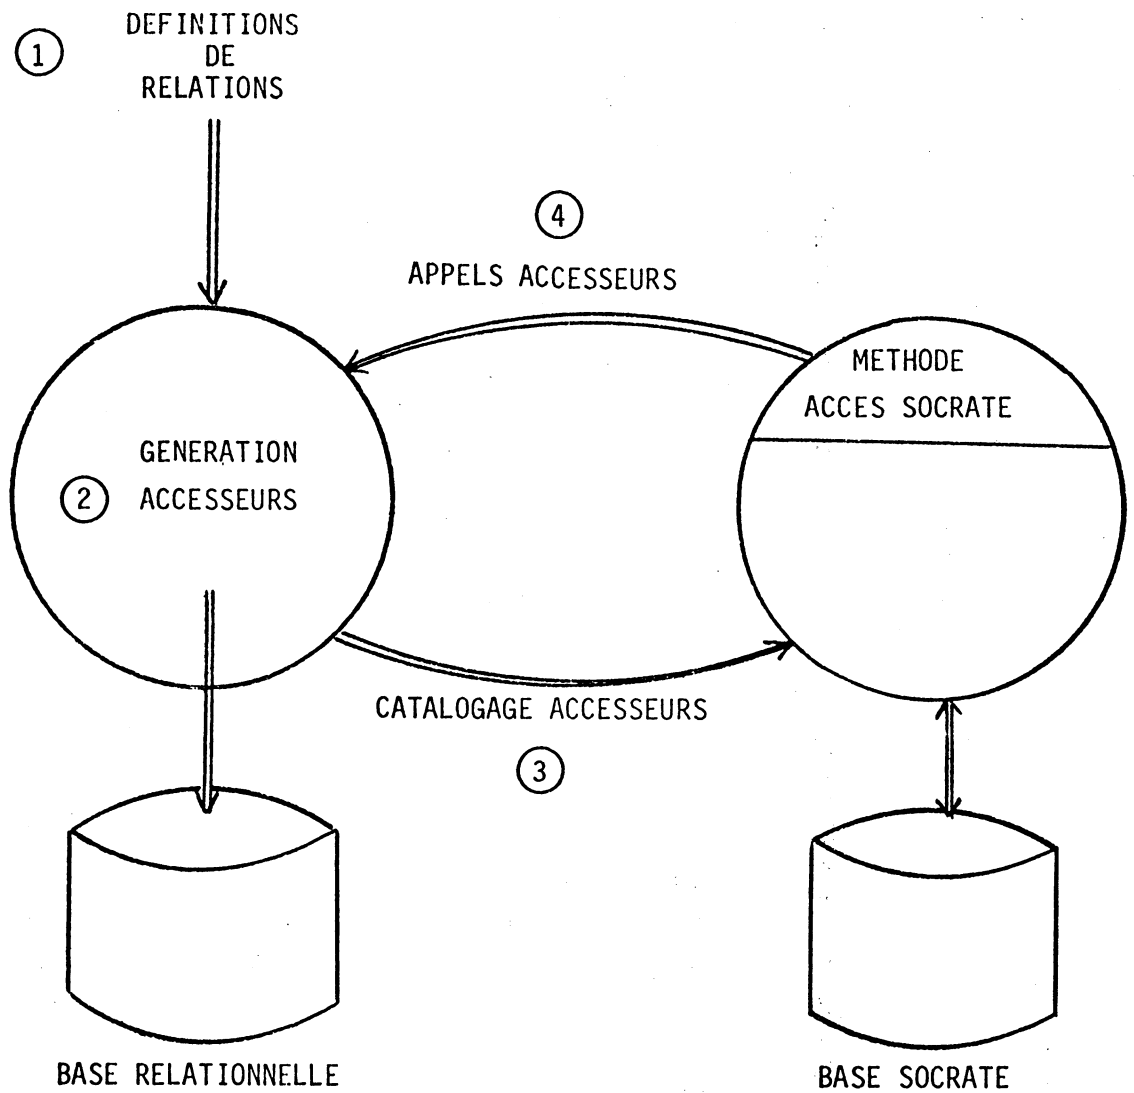 1
DEFINITIONS
DE
RELATIONS
4
APPELS ACCESSEURS
METHODE
ACCES SOCRATE
GENERATION
2 ACCESSEURS
CATALOGAGE ACCESSEURS
3
BASE RELATIONNELLE
BASE SOCRATE